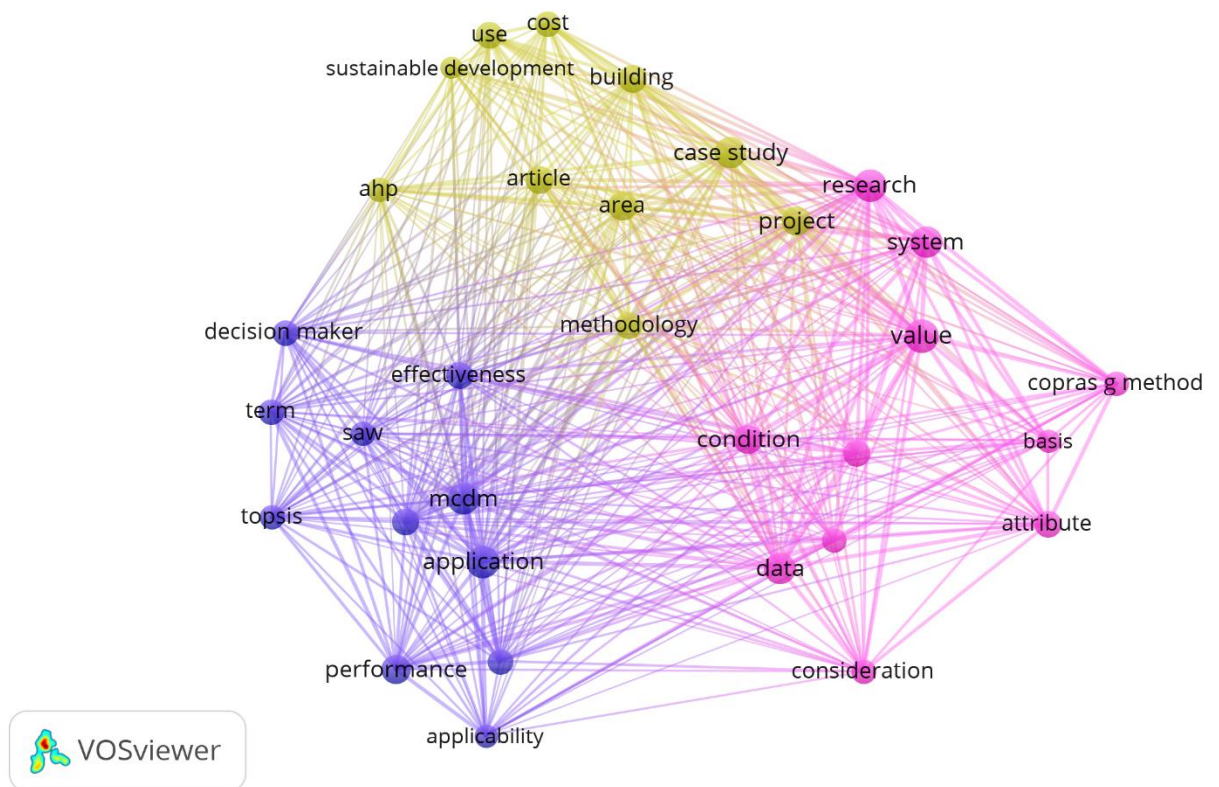 cost
use
sustainable development
building
case study
article
ahp
research
area
project
system
methodology
decision maker
value
effectiveness
copras g method
term
saw
condition
basis
mcdm
topsis
attribute
application
data
performance
consideration
applicability
VOSviewer